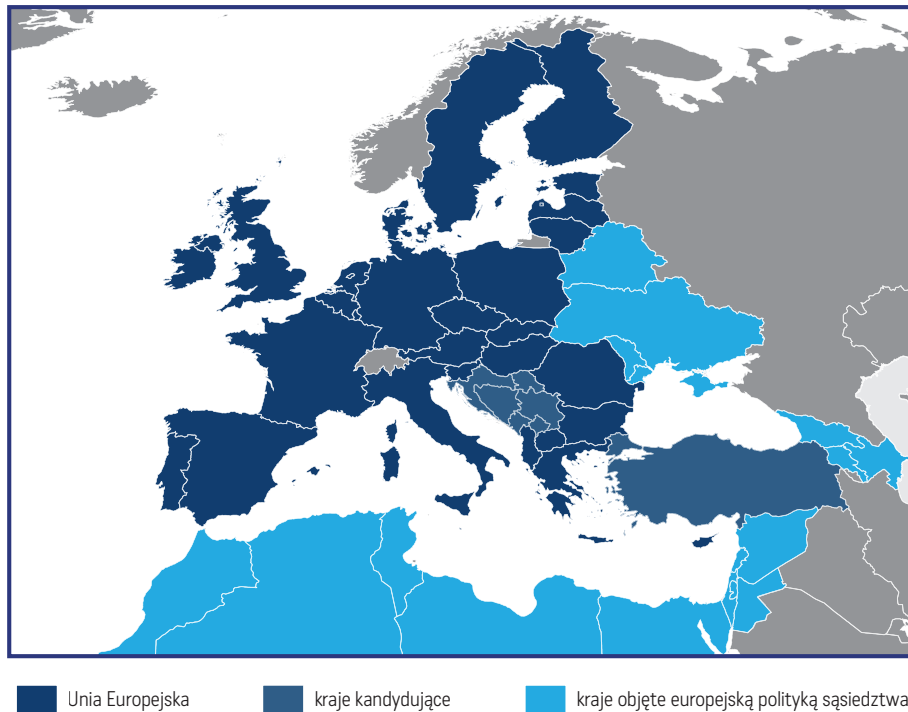 Unia Europejska
kraje kandydujące
kraje objęte europejską polityką sąsiedztwa